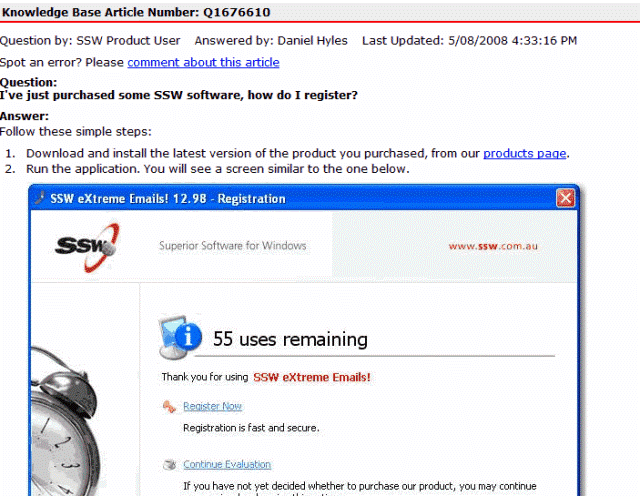 Knowledge Base Article Number: Q1676610
Question by: SSW Product User Answered by: Daniel Hyles Last Updated: 5/08/2008 4:33:16 PM
Spot an error? Please comment about this article
Question:
I've just purchased some SSW software, how do I register?
Answer:
Follow these simple steps:
1. Download and install the latest version of the product you purchased, from our products page.
2. Run the application. You will see a screen similar to the one below.
SSW eXtreme Emails! 12.98 - Registration
SSW
Superior Software for Windows
www.ssw.com.au
55 uses remaining
Thank you for using SSW eXtreme Emails!
Register Now
Registration is fast and secure.
Continue Evaluation
If you have not yet decided whether to purchase our product, you may continue